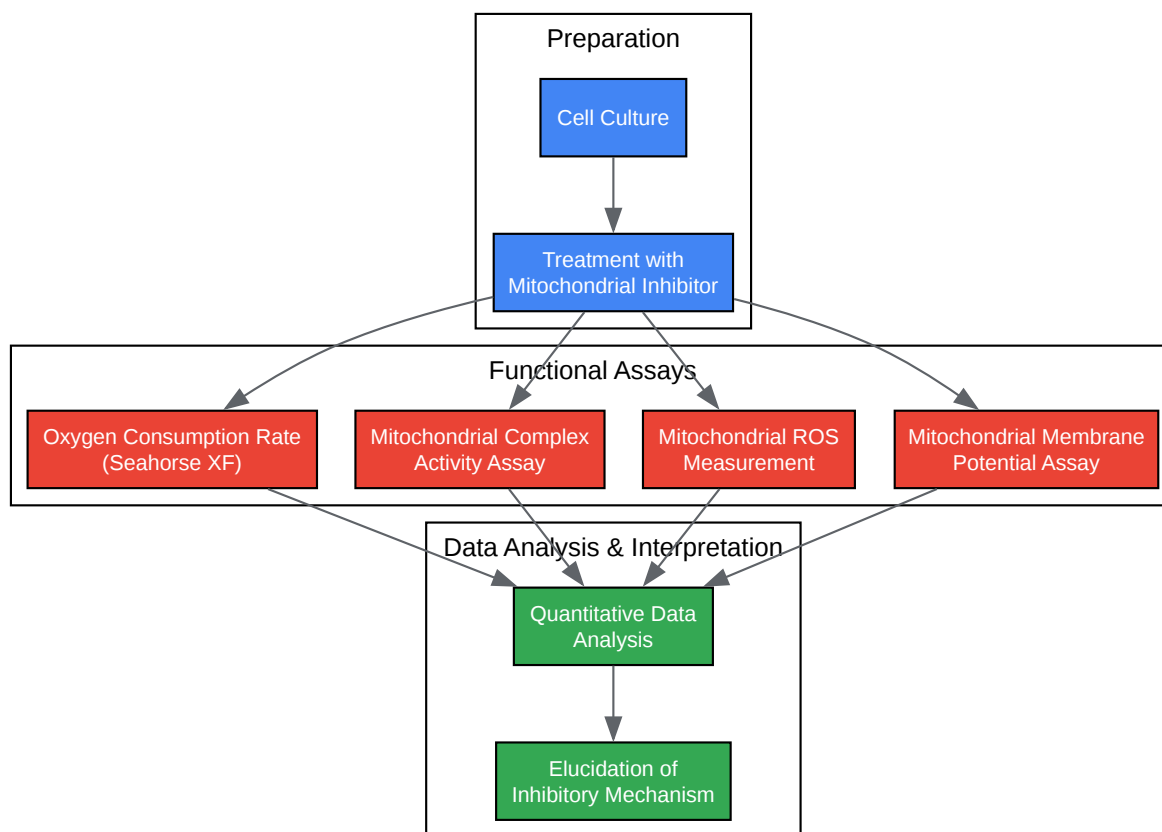 Preparation
Cell Culture
Treatment with
Mitochondrial Inhibitor
Functional Assays
Oxygen Consumption Rate
(Seahorse XF)
Mitochondrial Complex
Activity Assay
Mitochondrial ROS
Measurement
Mitochondrial Membrane
Potential Assay
Data Analysis & Interpretation
Quantitative Data
Analysis
Elucidation of
Inhibitory Mechanism